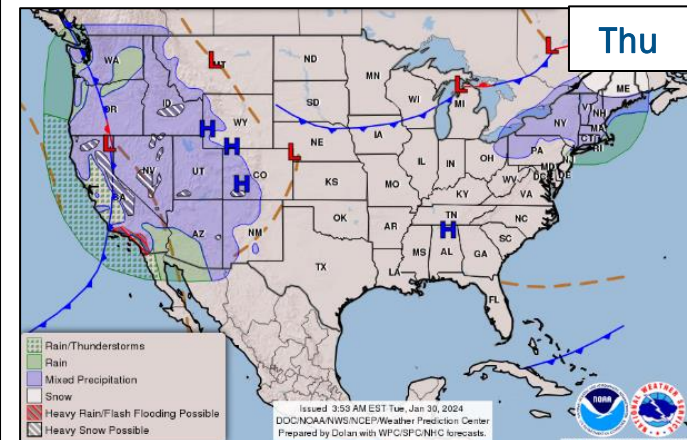 Thu
WA
MT
ND
MN
ME
OR
ID
WY
SD
WI
MI
VT
NH
NY
MA
CT
RI
NV
UT
CO
NE
IA
IL
IN
OH
PA
NJ
MD
DE
DC
WV
VA
CA
KS
MO
KY
AZ
NM
OK
AR
TN
NC
TX
LA
MS
AL
GA
SC
FL
L
L
L
L
L
H
H
H
H
Rain/Thunderstorms
Rain
Mixed Precipitation
Snow
Heavy Rain/Flash Flooding Possible
Heavy Snow Possible
Issued 3:53 AM EST Tue, Jan 30, 2024
DOC/NOAA/NWS/NCEP/Weather Prediction Center
Prepared by Dolan with WPC/SPC/NHC forecasts.
NOAA
NATIONAL WEATHER SERVICE